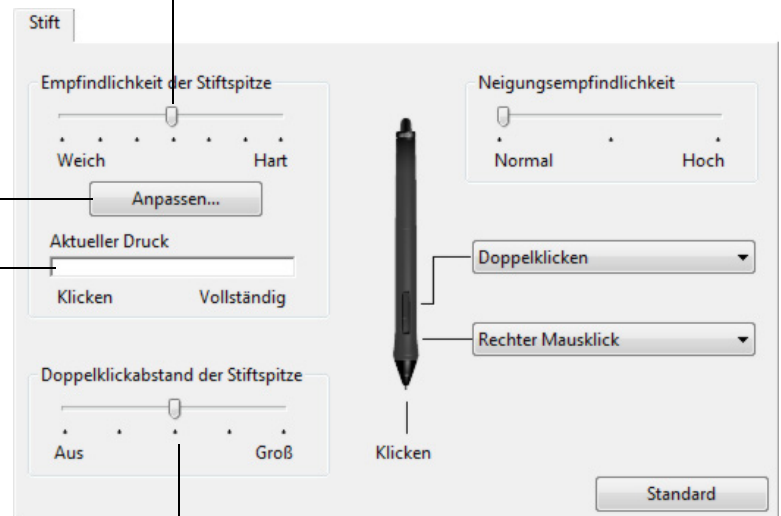 Stift
Empfindlichkeit der Stiftspitze
Weich Hart
Anpassen...
Aktueller Druck
Klicken Vollständig
Doppelklickabstand der Stiftspitze
Aus Groß
Neigungsempfindlichkeit
Normal Hoch
Doppelklicken
Rechter Mausklick
Klicken
Standard